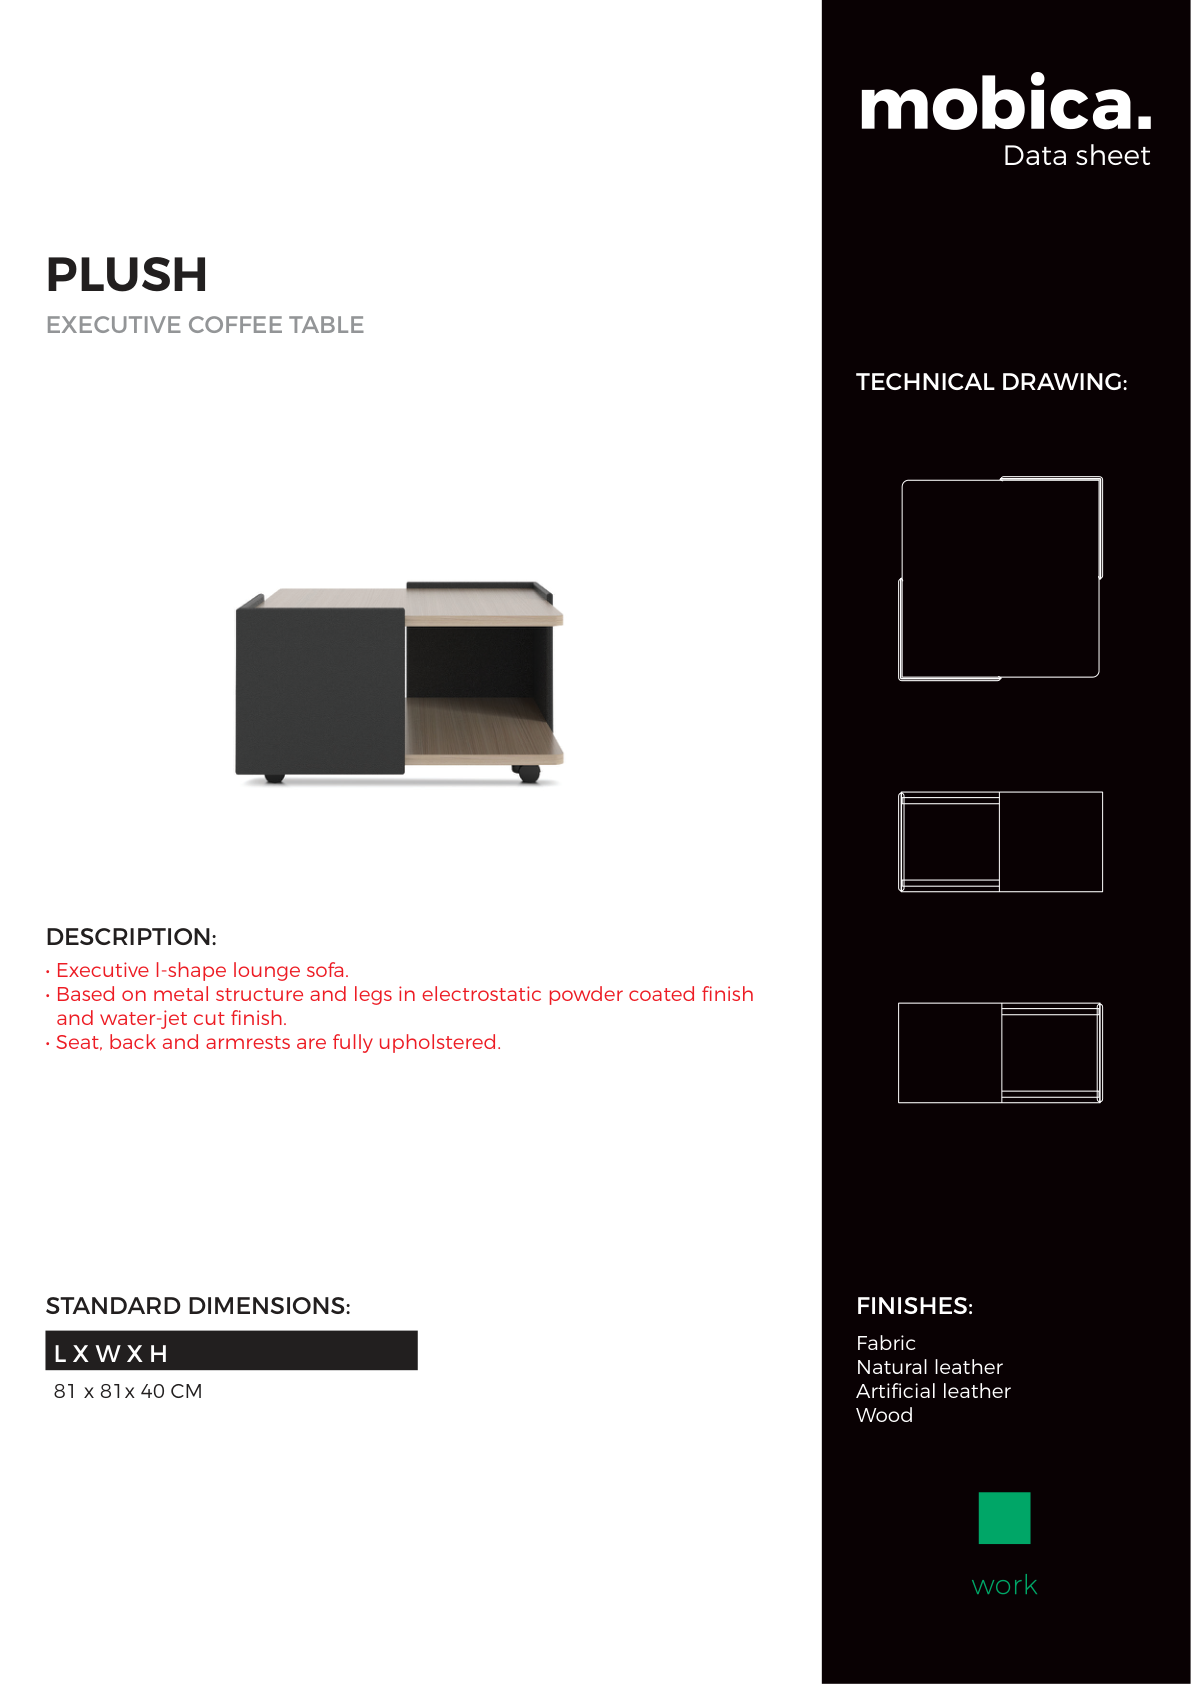 mobica.
Data sheet
PLUSH
EXECUTIVE COFFEE TABLE
TECHNICAL DRAWING:
DESCRIPTION:
• Executive l-shape lounge sofa.
• Based on metal structure and legs in electrostatic powder coated finish
and water-jet cut finish.
• Seat, back and armrests are fully upholstered.
STANDARD DIMENSIONS:
L X W X H
81 x 81x 40 CM
FINISHES:
Fabric
Natural leather
Artificial leather
Wood
work